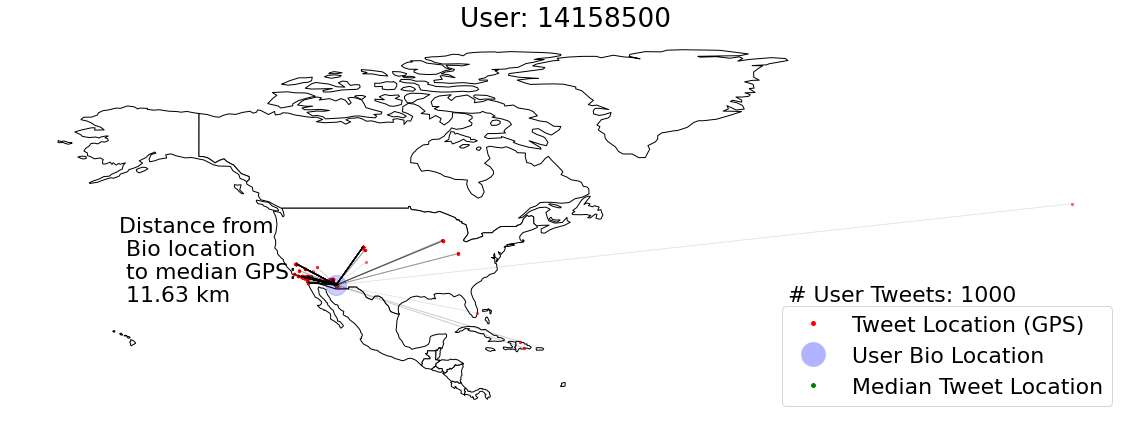 User: 14158500
Distance from
Bio location
to median GPS:
11.63 km
# User Tweets: 1000
Tweet Location (GPS)
User Bio Location
Median Tweet Location